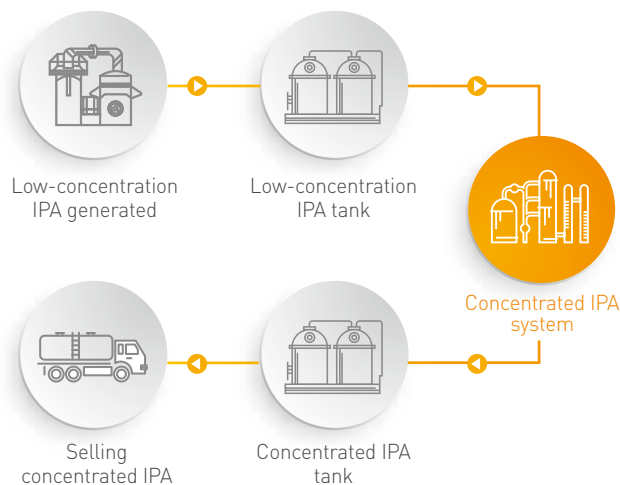 Low-concentration
IPA generated
Low-concentration
IPA tank
Concentrated IPA
system
Selling
concentrated IPA
Concentrated IPA
tank